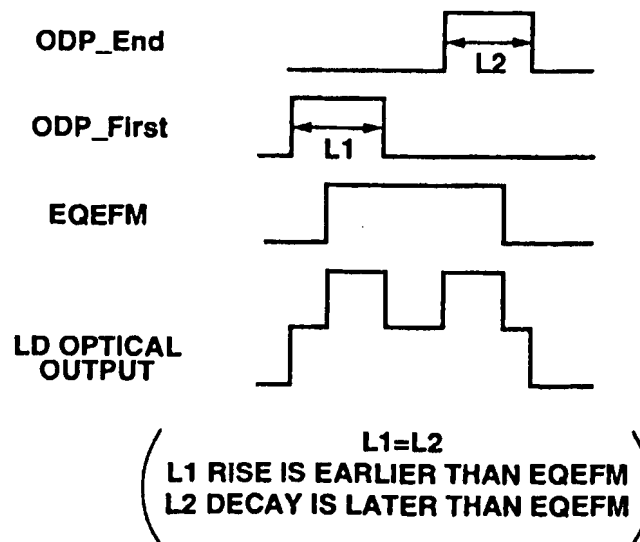 ODP_End
L2
ODP_First
L1
EQEFM
LD OPTICAL
OUTPUT
L1=L2
L1 RISE IS EARLIER THAN EQEFM
L2 DECAY IS LATER THAN EQEFM